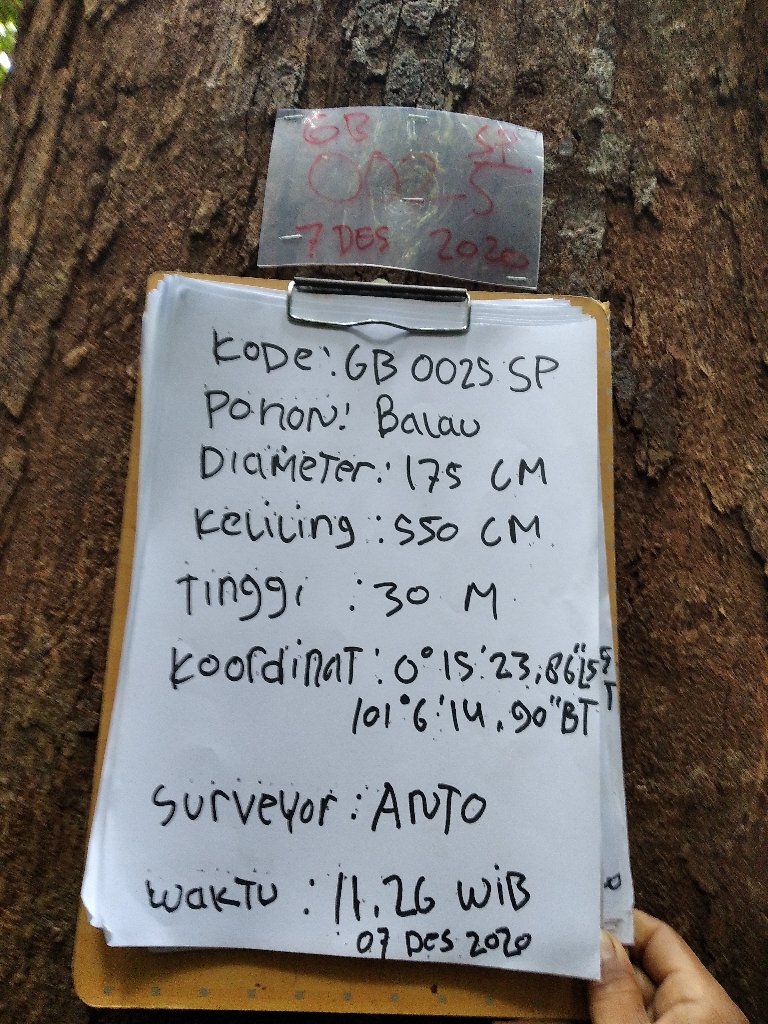 GB SP
0025
7 DES 2020
KODe: GB 0025 SP
POHON: Balau
DIAMETER: 175 CM
Keliling : 550 CM
Tinggi : 30 M
Koordinat : 0°15'23,86"LS
101°6'14.90"BT
Surveyor : ANTO
WAKTU : 11.26 WiB
07 DES 2020